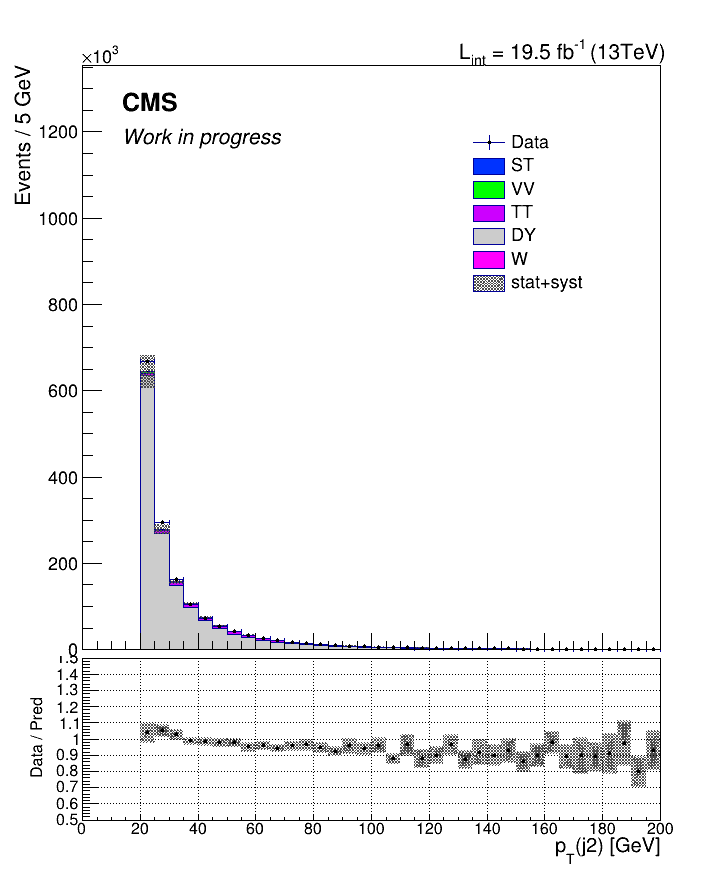 ×10³
L_int = 19.5 fb⁻¹ (13TeV)
CMS
Work in progress
Events / 5 GeV
1200
1000
800
600
400
200
0
Data
ST
VV
TT
DY
W
stat+syst
Data / Pred
1.5
1.4
1.3
1.2
1.1
1
0.9
0.8
0.7
0.6
0.5
0 20 40 60 80 100 120 140 160 180 200
p_T(j2) [GeV]